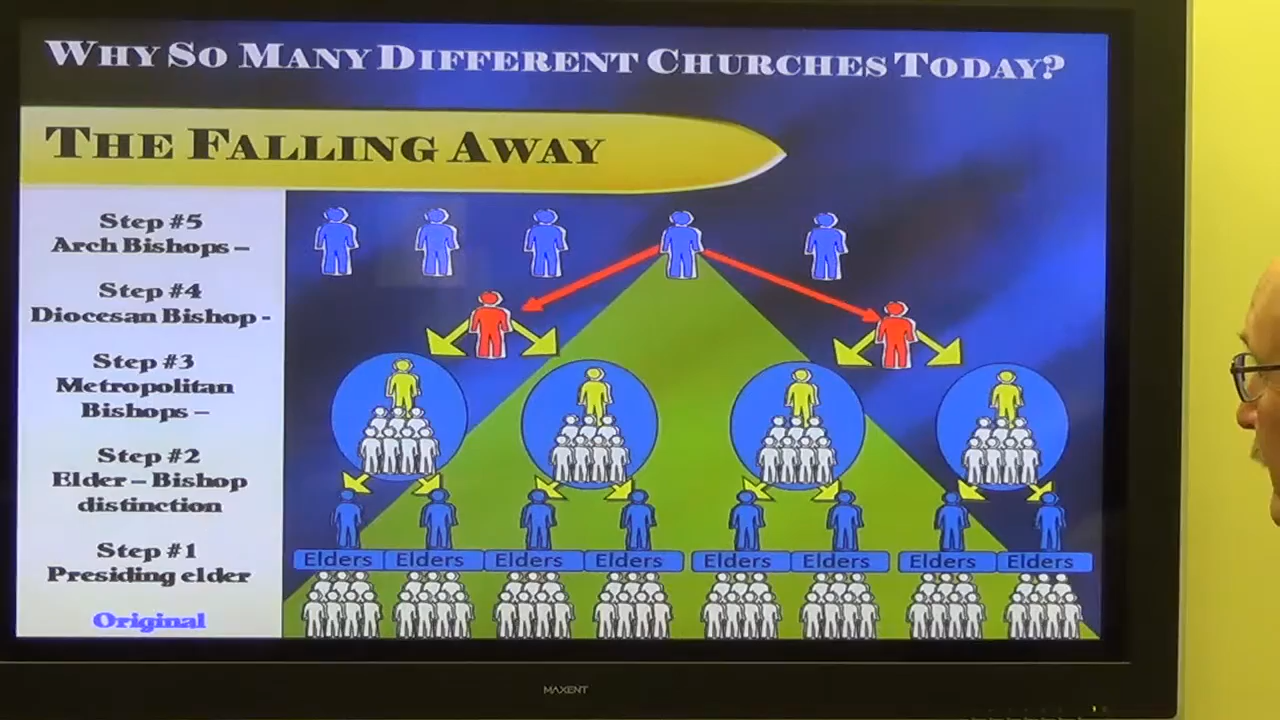 WHY SO MANY DIFFERENT CHURCHES TODAY?
THE FALLING AWAY
Step #5
Arch Bishops –
Step #4
Diocesan Bishop -
Step #3
Metropolitan
Bishops –
Step #2
Elder – Bishop
distinction
Step #1
Presiding elder
Original
Elders Elders Elders Elders Elders Elders Elders Elders
MAXENT